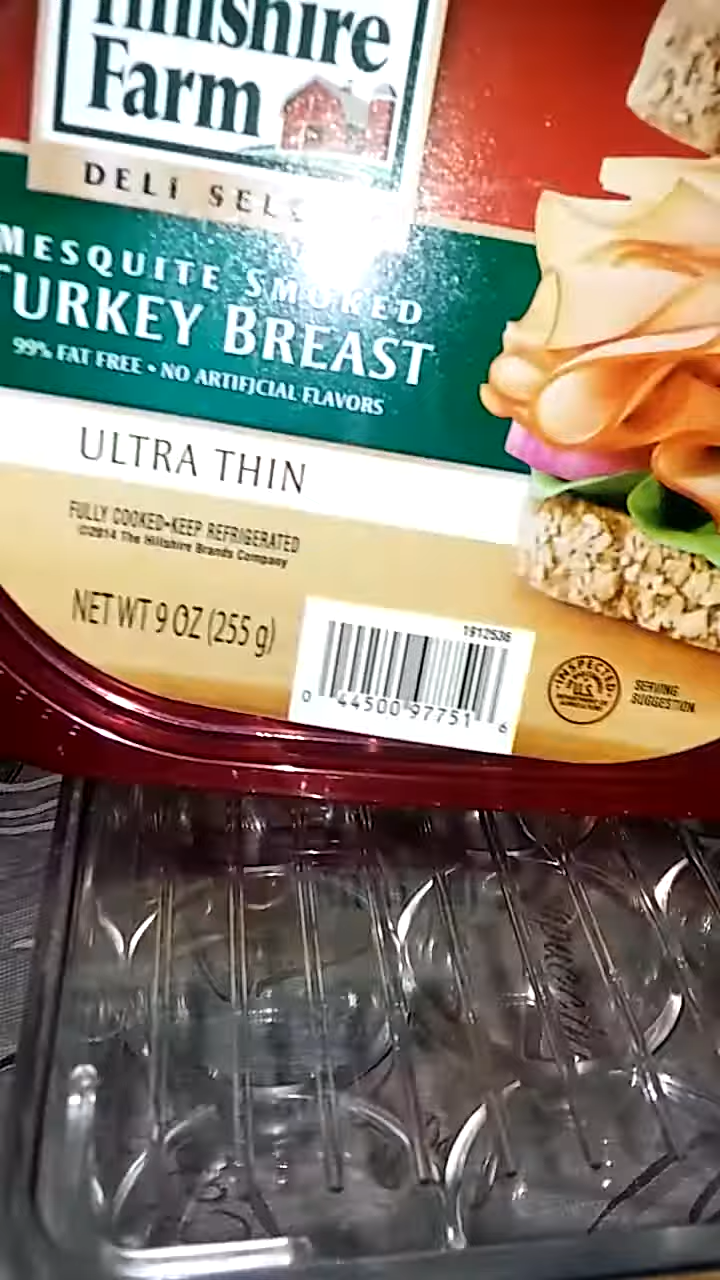 Hillshire
Farm
DELI SELE
MESQUITE SMOKED
TURKEY BREAST
99% FAT FREE • NO ARTIFICIAL FLAVORS
ULTRA THIN
FULLY COOKED-KEEP REFRIGERATED
©2014 The Hillshire Brands Company
NET WT 9 OZ (255 g)
1912536
0 44500 97751 6
INSPECTED
U.S.
SERVING
SUGGESTION